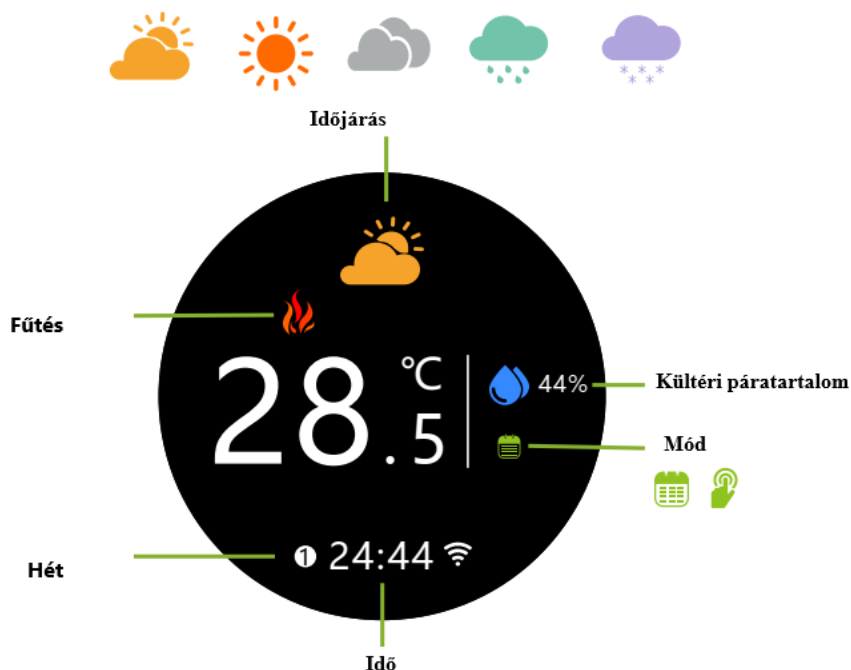 Időjárás
Fűtés
28.5 °C
44%
Kültéri páratartalom
Mód
Hét
1 24:44
Idő